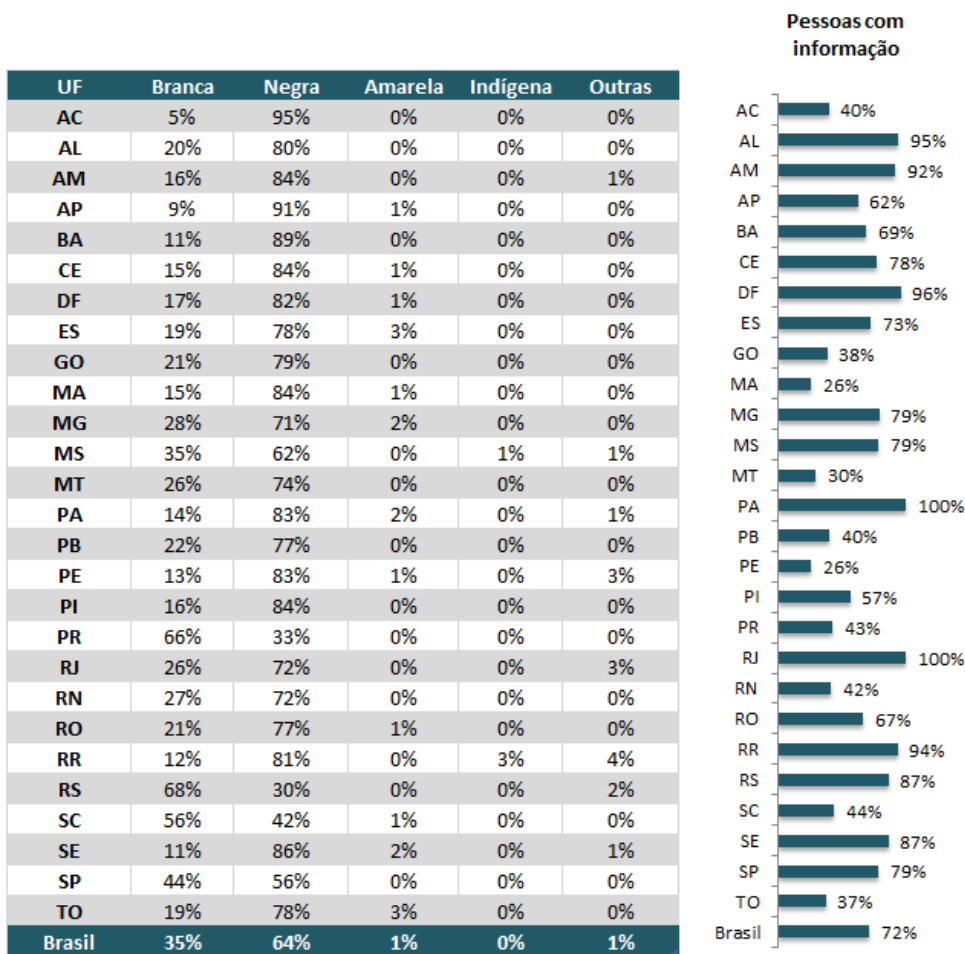 Pessoas com
informação
UF Branca Negra Amarela Indígena Outras
AC 5% 95% 0% 0% 0%
AL 20% 80% 0% 0% 0%
AM 16% 84% 0% 0% 1%
AP 9% 91% 1% 0% 0%
BA 11% 89% 0% 0% 0%
CE 15% 84% 1% 0% 0%
DF 17% 82% 1% 0% 0%
ES 19% 78% 3% 0% 0%
GO 21% 79% 0% 0% 0%
MA 15% 84% 1% 0% 0%
MG 28% 71% 2% 0% 0%
MS 35% 62% 0% 1% 1%
MT 26% 74% 0% 0% 0%
PA 14% 83% 2% 0% 1%
PB 22% 77% 0% 0% 0%
PE 13% 83% 1% 0% 3%
PI 16% 84% 0% 0% 0%
PR 66% 33% 0% 0% 0%
RJ 26% 72% 0% 0% 3%
RN 27% 72% 0% 0% 0%
RO 21% 77% 1% 0% 0%
RR 12% 81% 0% 3% 4%
RS 68% 30% 0% 0% 2%
SC 56% 42% 1% 0% 0%
SE 11% 86% 2% 0% 1%
SP 44% 56% 0% 0% 0%
TO 19% 78% 3% 0% 0%
Brasil 35% 64% 1% 0% 1%
AC 40%
AL 95%
AM 92%
AP 62%
BA 69%
CE 78%
DF 96%
ES 73%
GO 38%
MA 26%
MG 79%
MS 79%
MT 30%
PA 100%
PB 40%
PE 26%
PI 57%
PR 43%
RJ 100%
RN 42%
RO 67%
RR 94%
RS 87%
SC 44%
SE 87%
SP 79%
TO 37%
Brasil 72%